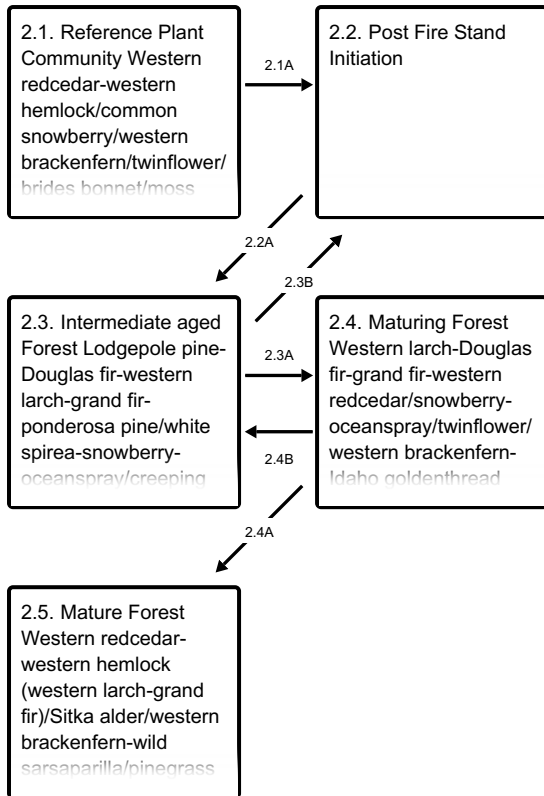 2.1. Reference Plant
Community Western
redcedar-western
hemlock/common
snowberry/western
brackenfern/twinflower/
brides bonnet/moss
2.1A
2.2. Post Fire Stand
Initiation
2.2A
2.3B
2.3. Intermediate aged
Forest Lodgepole pine-
Douglas fir-western
larch-grand fir-
ponderosa pine/white
spirea-snowberry-
oceanspray/creeping
2.3A
2.4B
2.4. Maturing Forest
Western larch-Douglas
fir-grand fir-western
redcedar/snowberry-
oceanspray/twinflower/
western brackenfern-
Idaho goldenthread
2.4A
2.5. Mature Forest
Western redcedar-
western hemlock
(western larch-grand
fir)/Sitka alder/western
brackenfern-wild
sarsaparilla/pinegrass